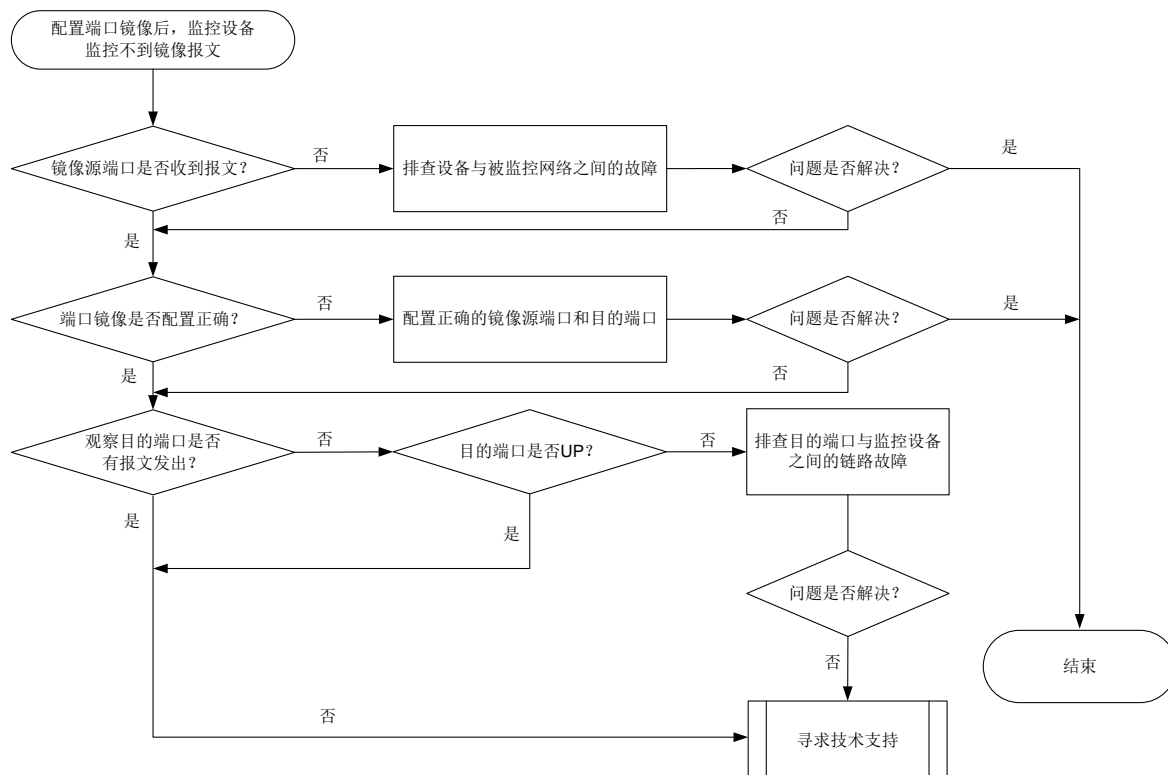 配置端口镜像后，监控设备
监控不到镜像报文
镜像源端口是否收到报文？
否
排查设备与被监控网络之间的故障
问题是否解决？
是
否
是
端口镜像是否配置正确？
否
配置正确的镜像源端口和目的端口
问题是否解决？
是
否
是
观察目的端口是否
有报文发出？
否
目的端口是否UP？
否
排查目的端口与监控设备
之间的链路故障
是
是
问题是否解决？
否
结束
否
寻求技术支持